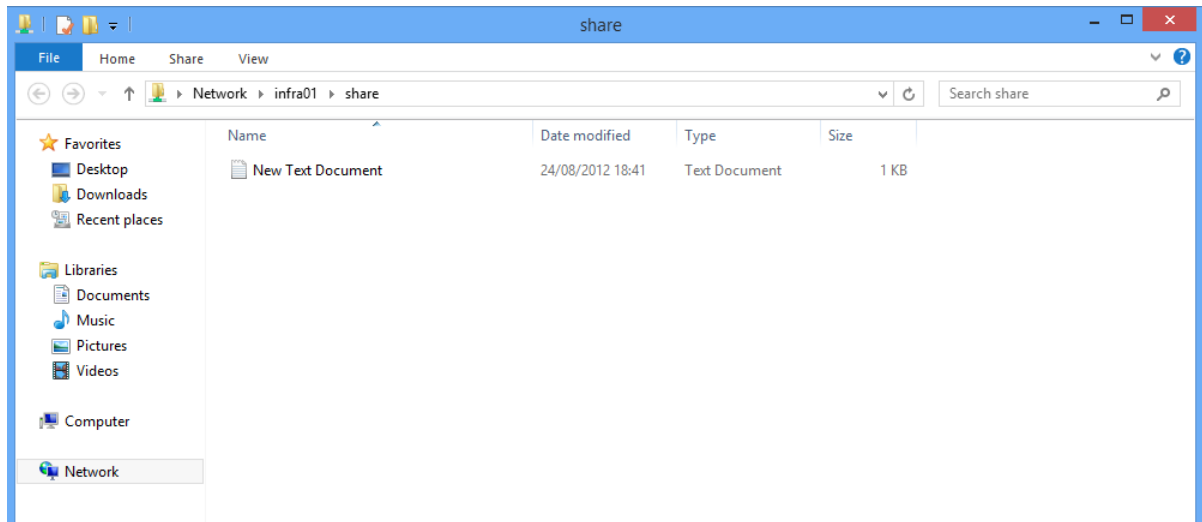 share
File Home Share View
Network infra01 share
Search share
Name Date modified Type Size
New Text Document 24/08/2012 18:41 Text Document 1 KB
Favorites
Desktop
Downloads
Recent places
Libraries
Documents
Music
Pictures
Videos
Computer
Network